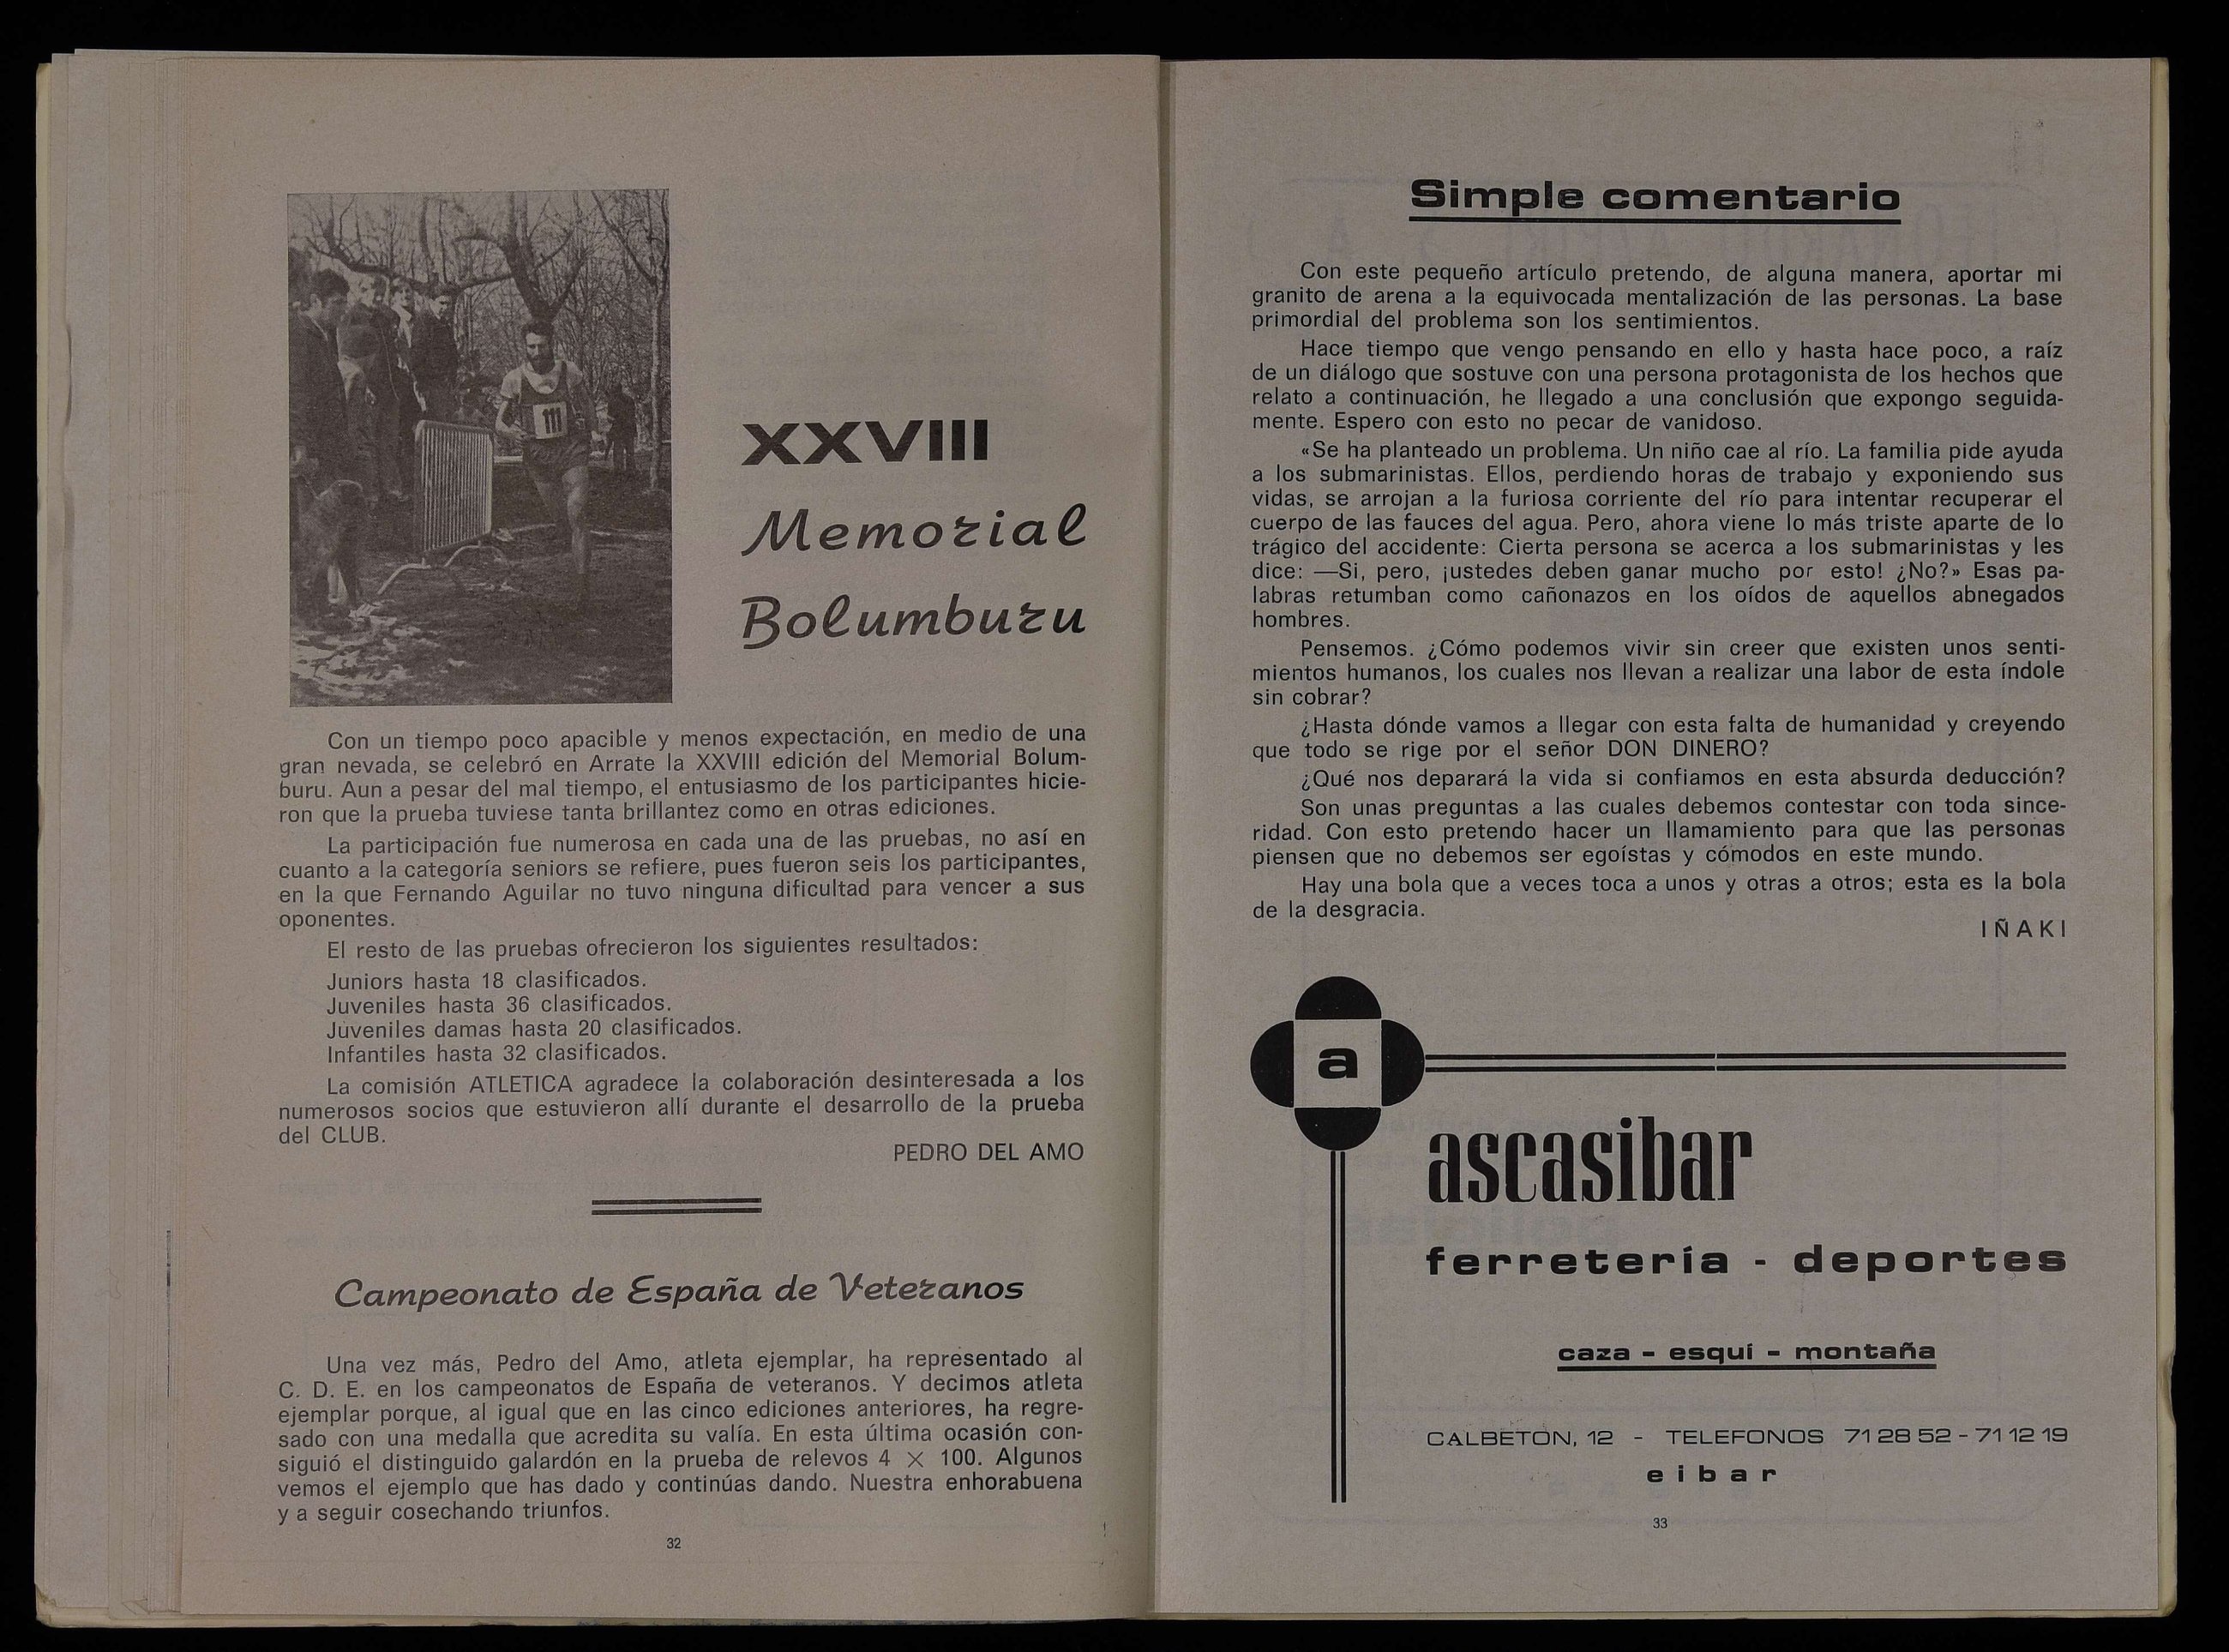 111
XXVIII
Memorial
Bolumburu
Con un tiempo poco apacible y menos expectación, en medio de una
gran nevada, se celebró en Arrate la XXVIII edición del Memorial Bolum-
buru. Aun a pesar del mal tiempo, el entusiasmo de los participantes hicie-
ron que la prueba tuviese tanta brillantez como en otras ediciones.
La participación fue numerosa en cada una de las pruebas, no así en
cuanto a la categoría seniors se refiere, pues fueron seis los participantes,
en la que Fernando Aguilar no tuvo ninguna dificultad para vencer a sus
oponentes.
El resto de las pruebas ofrecieron los siguientes resultados:
Juniors hasta 18 clasificados.
Juveniles hasta 36 clasificados.
Juveniles damas hasta 20 clasificados.
Infantiles hasta 32 clasificados.
La comisión ATLETICA agradece la colaboración desinteresada a los
numerosos socios que estuvieron allí durante el desarrollo de la prueba
del CLUB.
PEDRO DEL AMO
Campeonato de España de Veteranos
Una vez más, Pedro del Amo, atleta ejemplar, ha representado al
C. D. E. en los campeonatos de España de veteranos. Y decimos atleta
ejemplar porque, al igual que en las cinco ediciones anteriores, ha regre-
sado con una medalla que acredita su valía. En esta última ocasión con-
siguió el distinguido galardón en la prueba de relevos 4 × 100. Algunos
vemos el ejemplo que has dado y continúas dando. Nuestra enhorabuena
y a seguir cosechando triunfos.
32
Simple comentario
Con este pequeño artículo pretendo, de alguna manera, aportar mi
granito de arena a la equivocada mentalización de las personas. La base
primordial del problema son los sentimientos.
Hace tiempo que vengo pensando en ello y hasta hace poco, a raíz
de un diálogo que sostuve con una persona protagonista de los hechos que
relato a continuación, he llegado a una conclusión que expongo seguida-
mente. Espero con esto no pecar de vanidoso.
«Se ha planteado un problema. Un niño cae al río. La familia pide ayuda
a los submarinistas. Ellos, perdiendo horas de trabajo y exponiendo sus
vidas, se arrojan a la furiosa corriente del río para intentar recuperar el
cuerpo de las fauces del agua. Pero, ahora viene lo más triste aparte de lo
trágico del accidente: Cierta persona se acerca a los submarinistas y les
dice: —Si, pero, ¡ustedes deben ganar mucho por esto! ¿No?» Esas pa-
labras retumban como cañonazos en los oídos de aquellos abnegados
hombres.
Pensemos. ¿Cómo podemos vivir sin creer que existen unos senti-
mientos humanos, los cuales nos llevan a realizar una labor de esta índole
sin cobrar?
¿Hasta dónde vamos a llegar con esta falta de humanidad y creyendo
que todo se rige por el señor DON DINERO?
¿Qué nos deparará la vida si confiamos en esta absurda deducción?
Son unas preguntas a las cuales debemos contestar con toda since-
ridad. Con esto pretendo hacer un llamamiento para que las personas
piensen que no debemos ser egoístas y cómodos en este mundo.
Hay una bola que a veces toca a unos y otras a otros; esta es la bola
de la desgracia.
IÑAKI
a
ascasibar
ferretería - deportes
caza - esquí - montaña
CALBETON, 12 - TELEFONOS 71 28 52 - 71 12 19
eibar
33